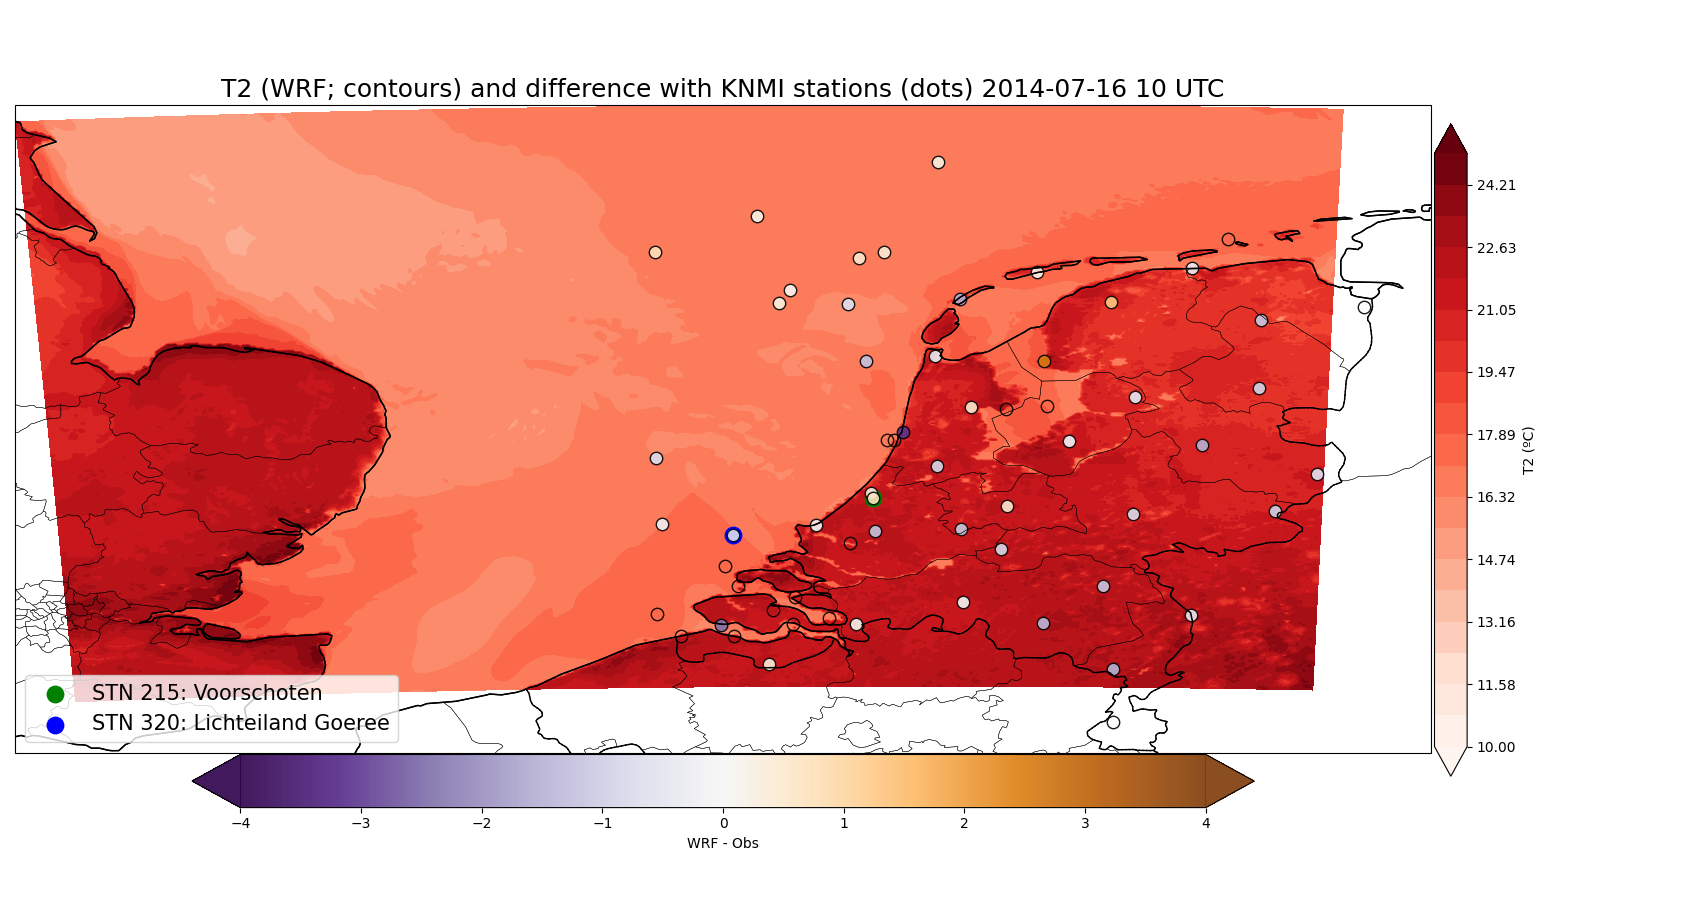 T2 (WRF; contours) and difference with KNMI stations (dots) 2014-07-16 10 UTC
24.21
22.63
21.05
19.47
17.89
16.32
14.74
13.16
11.58
10.00
T2 (ºC)
STN 215: Voorschoten
STN 320: Lichteiland Goeree
−4 −3 −2 −1 0 1 2 3 4
WRF - Obs